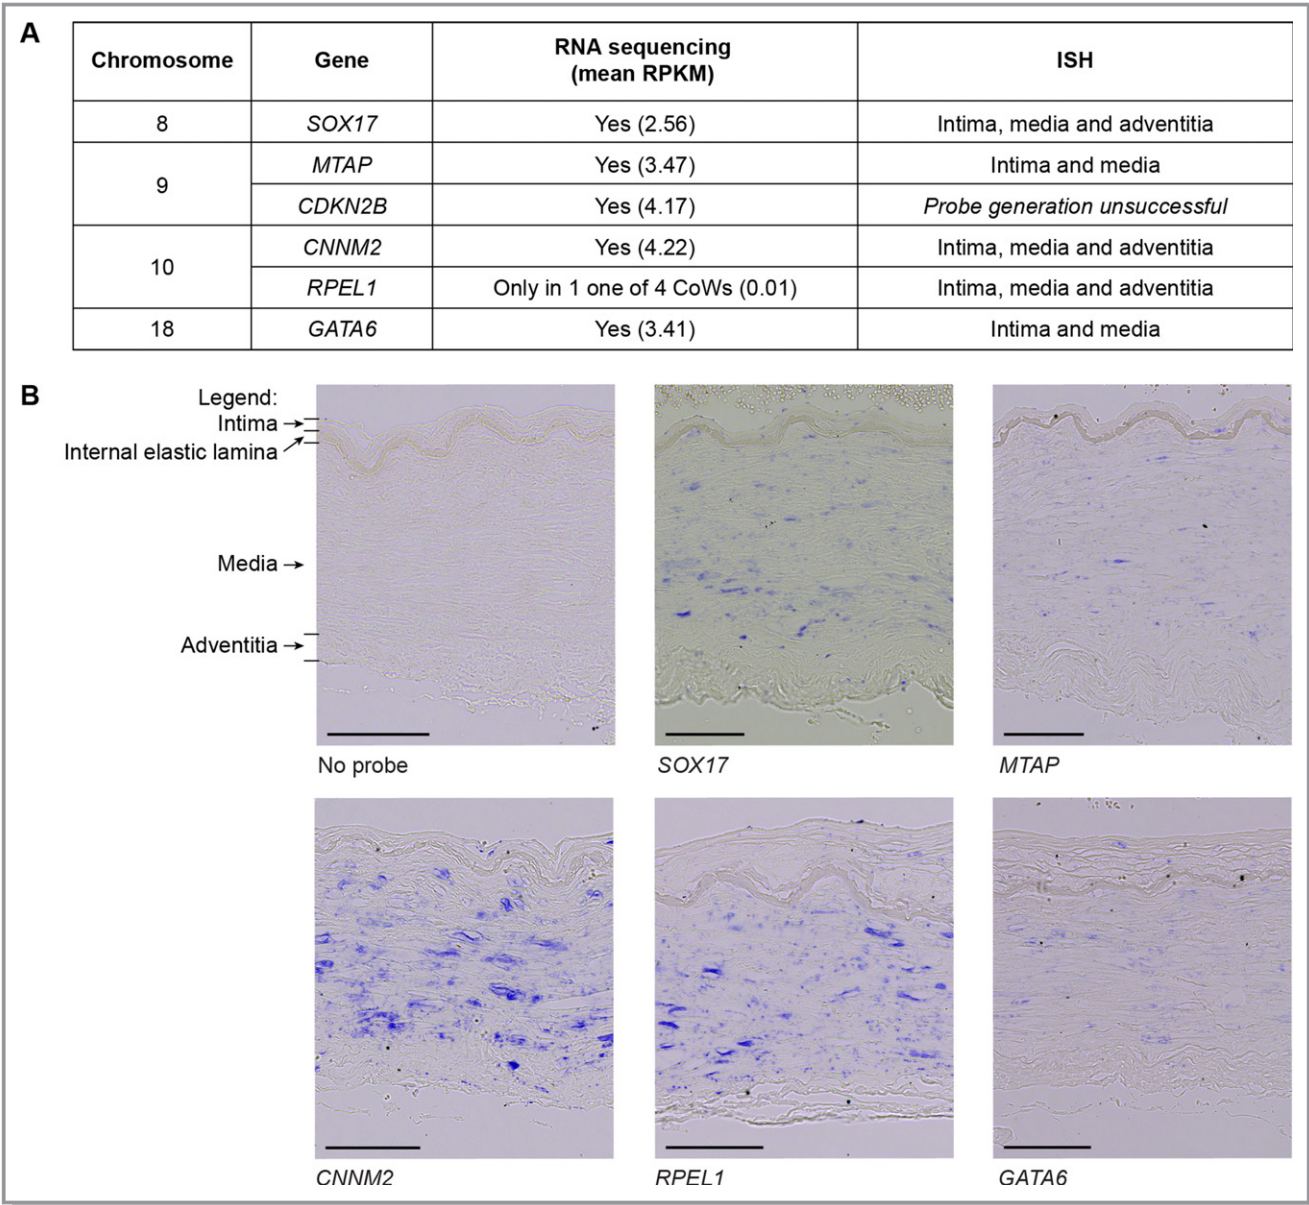 A
Chromosome Gene RNA sequencing (mean RPKM) ISH
8 SOX17 Yes (2.56) Intima, media and adventitia
9 MTAP Yes (3.47) Intima and media
CDKN2B Yes (4.17) Probe generation unsuccessful
10 CNNM2 Yes (4.22) Intima, media and adventitia
RPEL1 Only in 1 one of 4 CoWs (0.01) Intima, media and adventitia
18 GATA6 Yes (3.41) Intima and media
B
Legend:
Intima
Internal elastic lamina
Media
Adventitia
No probe SOX17 MTAP
CNNM2 RPEL1 GATA6